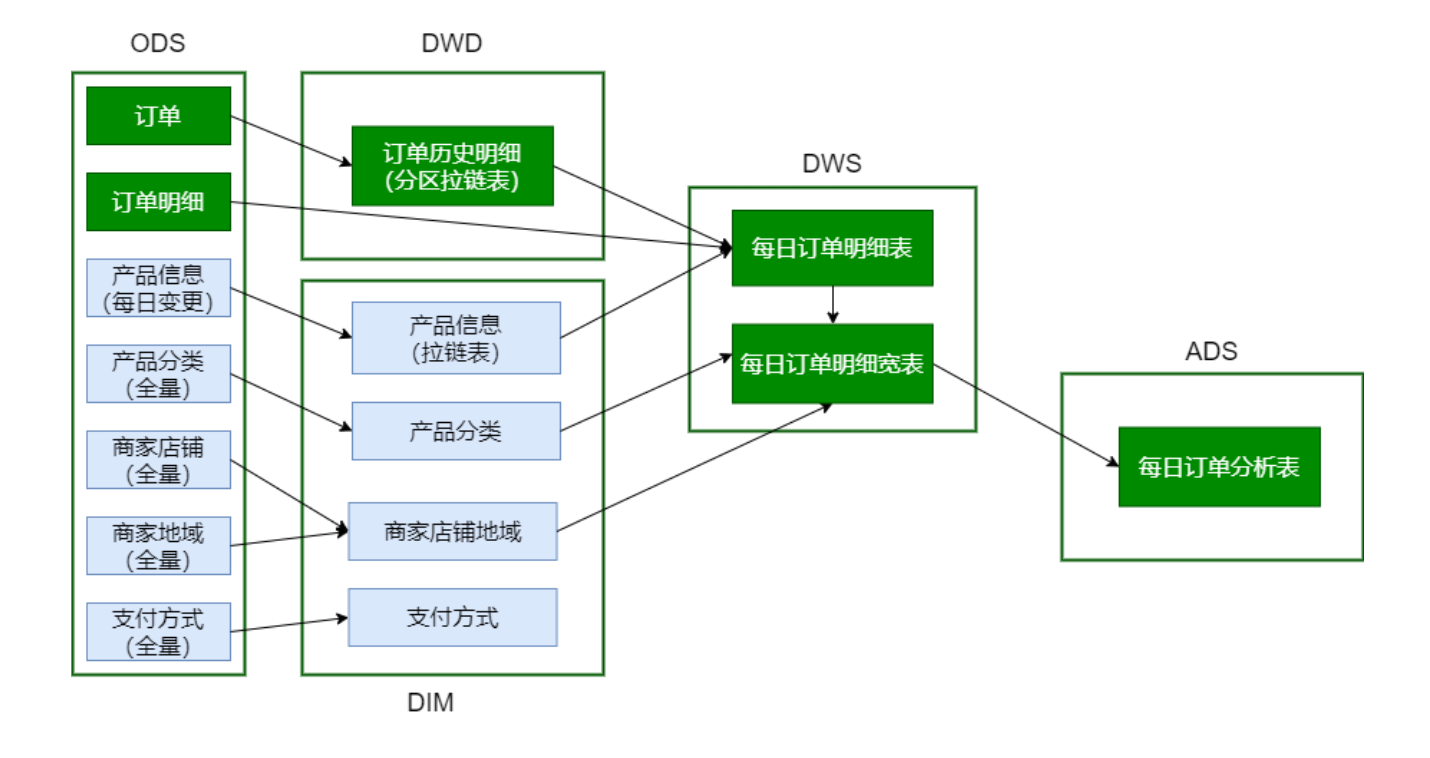 ODS
订单
订单明细
产品信息
(每日变更)
产品分类
(全量)
商家店铺
(全量)
商家地域
(全量)
支付方式
(全量)
DWD
订单历史明细
(分区拉链表)
产品信息
(拉链表)
产品分类
商家店铺地域
支付方式
DIM
DWS
每日订单明细表
每日订单明细宽表
ADS
每日订单分析表